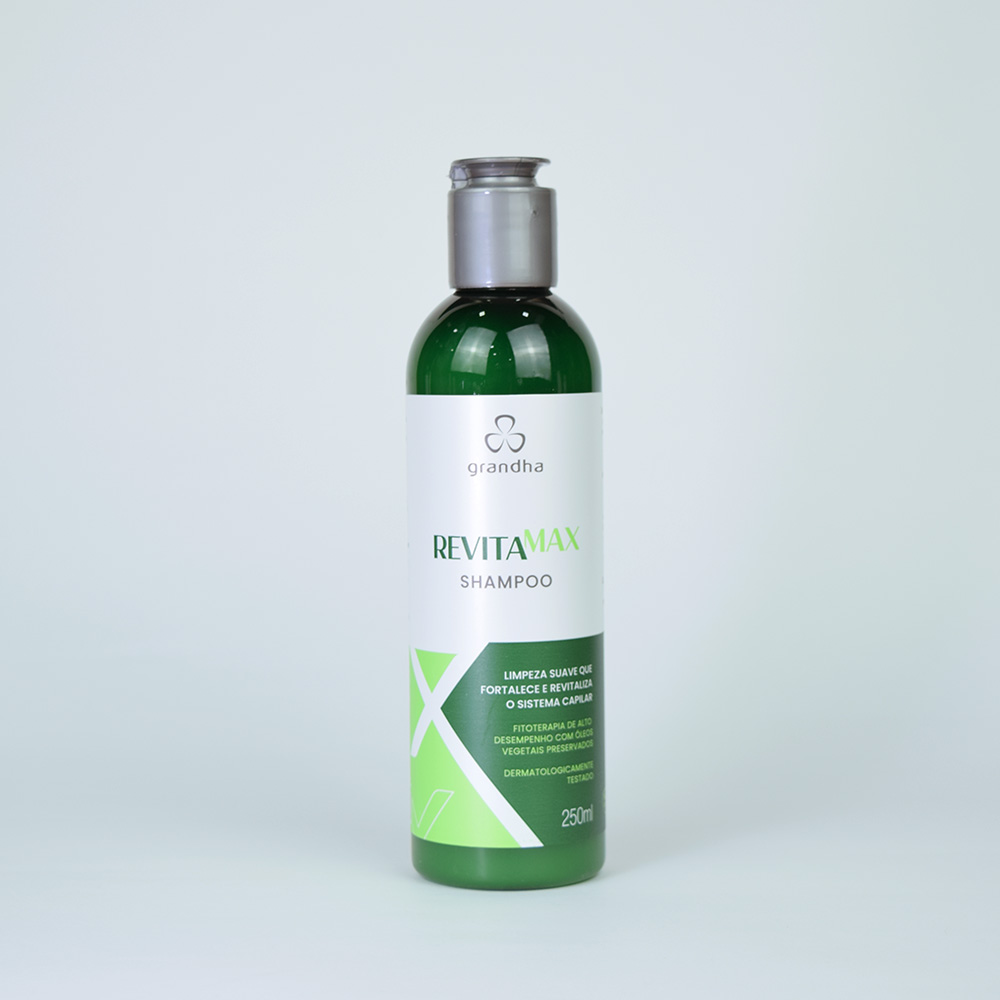 grandha
REVITAMAX
SHAMPOO
LIMPEZA SUAVE QUE
FORTALECE E REVITALIZA
O SISTEMA CAPILAR
FITOTERAPIA DE ALTO
DESEMPENHO COM ÓLEOS
VEGETAIS PRESERVADOS
DERMATOLOGICAMENTE
TESTADO
250ml